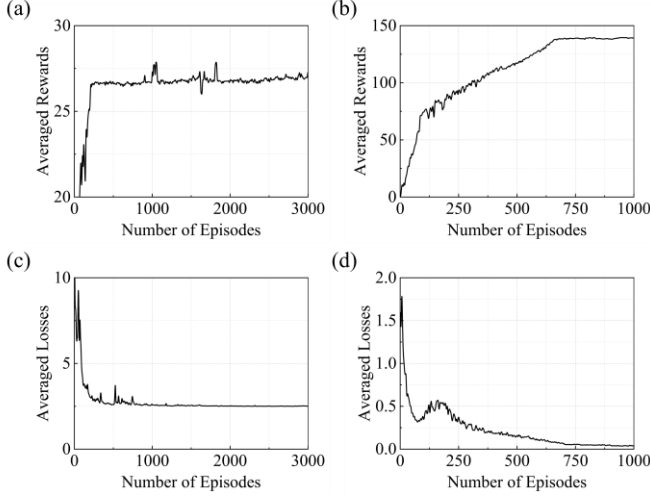 (a)
30
25
20
Averaged Rewards
0 1000 2000 3000
Number of Episodes
(b)
150
100
50
0
Averaged Rewards
0 250 500 750 1000
Number of Episodes
(c)
10
5
0
Averaged Losses
0 1000 2000 3000
Number of Episodes
(d)
2.0
1.5
1.0
0.5
0.0
Averaged Losses
0 250 500 750 1000
Number of Episodes